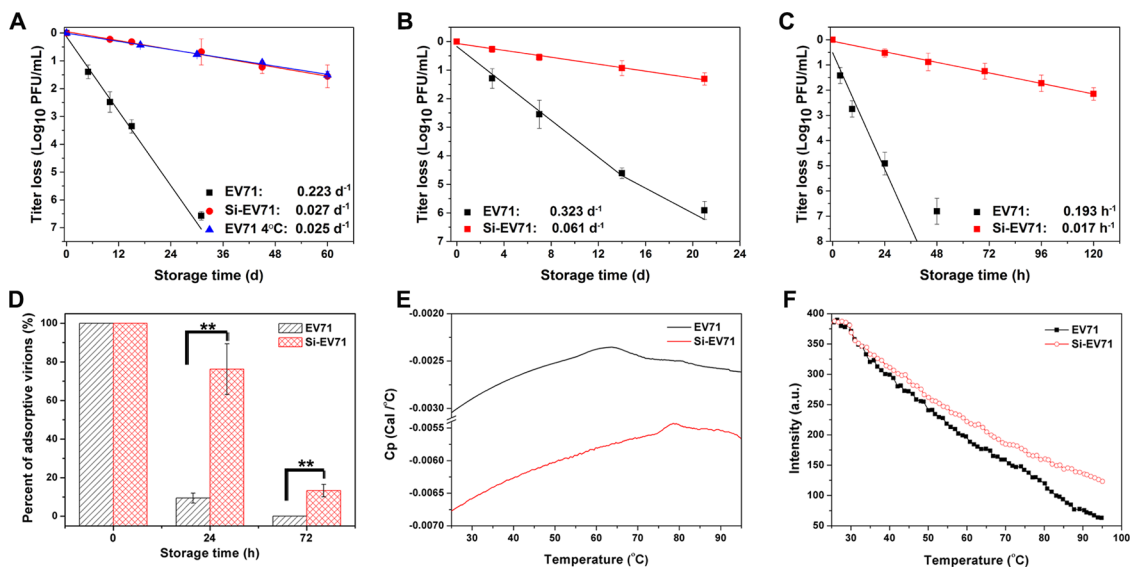 A
B
C
Titer loss (Log10 PFU/mL)
0
1
2
3
4
5
6
7
EV71: 0.223 d-1
Si-EV71: 0.027 d-1
EV71 4°C: 0.025 d-1
0 12 24 36 48 60
Storage time (d)
Titer loss (Log10 PFU/mL)
0
1
2
3
4
5
6
EV71: 0.323 d-1
Si-EV71: 0.061 d-1
0 4 8 12 16 20 24
Storage time (d)
Titer loss (Log10 PFU/mL)
0
1
2
3
4
5
6
7
8
EV71: 0.193 h-1
Si-EV71: 0.017 h-1
0 24 48 72 96 120
Storage time (h)
D
E
F
Percent of adsorptive virions (%)
100
80
60
40
20
0
**
**
EV71
Si-EV71
0 24 72
Storage time (h)
Cp (Cal /°C)
-0.0020
-0.0025
-0.0030
-0.0055
-0.0060
-0.0065
-0.0070
EV71
Si-EV71
30 40 50 60 70 80 90
Temperature (°C)
Intensity (a.u.)
400
350
300
250
200
150
100
50
EV71
Si-EV71
30 40 50 60 70 80 90 100
Temperature (°C)